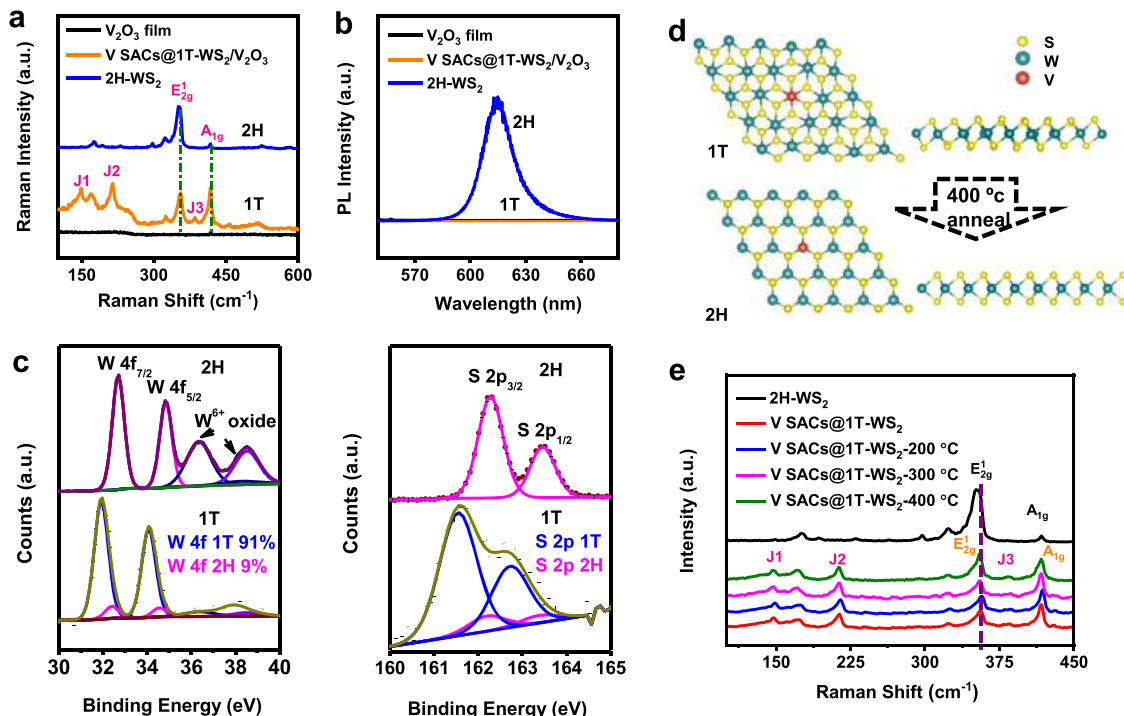 a
V₂O₃ film
V SACs@1T-WS₂/V₂O₃
2H-WS₂
E¹₂g
A₁g
2H
J1
J2
J3
1T
Raman Intensity (a.u.)
150 300 450 600
Raman Shift (cm⁻¹)
b
V₂O₃ film
V SACs@1T-WS₂/V₂O₃
2H-WS₂
2H
1T
PL Intensity (a.u.)
570 600 630 660
Wavelength (nm)
d
S
W
V
1T
400 °c
anneal
2H
c
W 4f₇/₂
2H
W 4f₅/₂
W⁶⁺ oxide
1T
W 4f 1T 91%
W 4f 2H 9%
Counts (a.u.)
30 32 34 36 38 40
Binding Energy (eV)
S 2p₃/₂
2H
S 2p₁/₂
1T
S 2p 1T
S 2p 2H
Counts (a.u.)
160 161 162 163 164 165
Binding Energy (eV)
e
2H-WS₂
V SACs@1T-WS₂
V SACs@1T-WS₂-200 °C
V SACs@1T-WS₂-300 °C
V SACs@1T-WS₂-400 °C
E¹₂g
A₁g
J1
J2
E¹₂g
J3
A₁g
Intensity (a.u.)
150 225 300 375 450
Raman Shift (cm⁻¹)